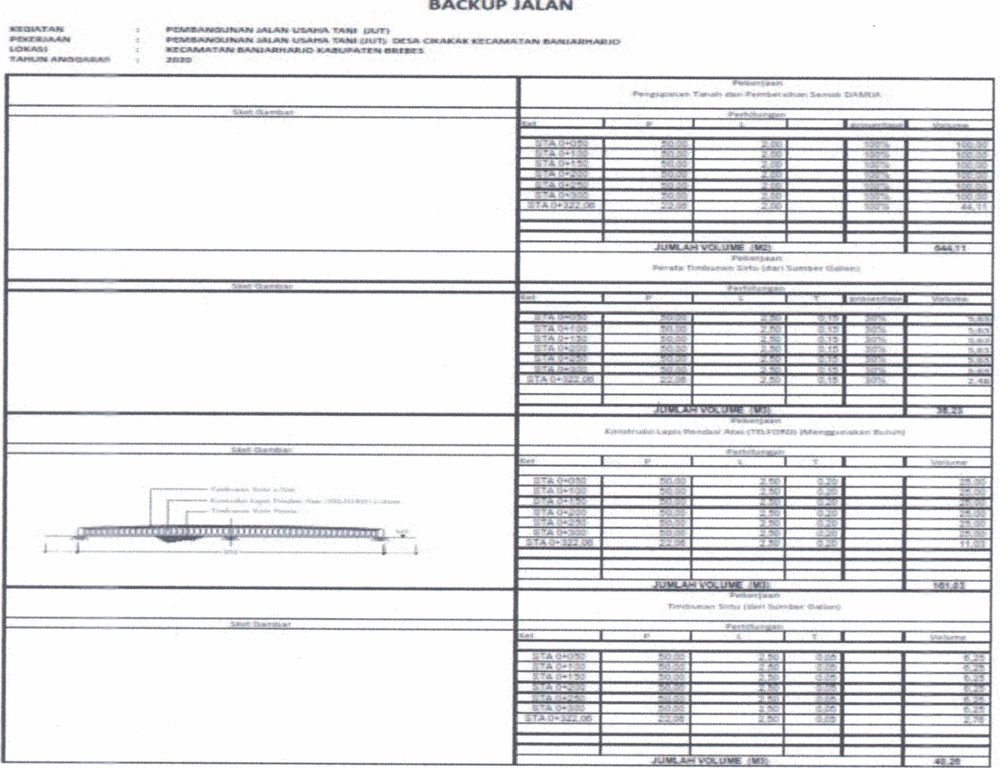 BACKUP JALAN
KEGIATAN : PEMBANGUNAN JALAN USAHA TANI (JUT)
PEKERJAAN : PEMBANGUNAN JALAN USAHA TANI (JUT) DESA CIKAKAK KECAMATAN BANJARHARJO
LOKASI : KECAMATAN BANJARHARJO KABUPATEN BREBES
TAHUN ANGGARAN : 2020
Pekerjaan
Pengupasan Tanah dan Pembersihan Semak
Sket Gambar
Perhitungan
Ket P L prosentase Volume
STA 0+050 50,00 2,00 100% 100,00
STA 0+100 50,00 2,00 100% 100,00
STA 0+150 50,00 2,00 100% 100,00
STA 0+200 50,00 2,00 100% 100,00
STA 0+250 50,00 2,00 100% 100,00
STA 0+300 50,00 2,00 100% 100,00
STA 0+322,06 22,06 2,00 100% 44,11
JUMLAH VOLUME (M2) 644,11
Pekerjaan
Perata Timbunan Sirtu (dari Sumber Galian)
Sket Gambar
Perhitungan
Ket P L T prosentase Volume
STA 0+050 50,00 2,50 0,15 30% 5,63
STA 0+100 50,00 2,50 0,15 30% 5,63
STA 0+150 50,00 2,50 0,15 30% 5,63
STA 0+200 50,00 2,50 0,15 30% 5,63
STA 0+250 50,00 2,50 0,15 30% 5,63
STA 0+300 50,00 2,50 0,15 30% 5,63
STA 0+322,06 22,06 2,50 0,15 30% 2,48
JUMLAH VOLUME (M3) 36,23
Pekerjaan
Konstruksi Lapis Pondasi Atas (TELFORD) (Menggunakan Buruh)
Sket Gambar
Perhitungan
Ket P L T Volume
STA 0+050 50,00 2,50 0,20 25,00
STA 0+100 50,00 2,50 0,20 25,00
STA 0+150 50,00 2,50 0,20 25,00
STA 0+200 50,00 2,50 0,20 25,00
STA 0+250 50,00 2,50 0,20 25,00
STA 0+300 50,00 2,50 0,20 25,00
STA 0+322,06 22,06 2,50 0,20 11,03
JUMLAH VOLUME (M3) 161,03
Timbunan Sirtu
Konstruksi Lapis Pondasi Atas (TELFORD)
Timbunan Sirtu Perata
Pekerjaan
Timbunan Sirtu (dari Sumber Galian)
Sket Gambar
Perhitungan
Ket P L T Volume
STA 0+050 50,00 2,50 0,05 6,25
STA 0+100 50,00 2,50 0,05 6,25
STA 0+150 50,00 2,50 0,05 6,25
STA 0+200 50,00 2,50 0,05 6,25
STA 0+250 50,00 2,50 0,05 6,25
STA 0+300 50,00 2,50 0,05 6,25
STA 0+322,06 22,06 2,50 0,05 2,76
JUMLAH VOLUME (M3) 40,26